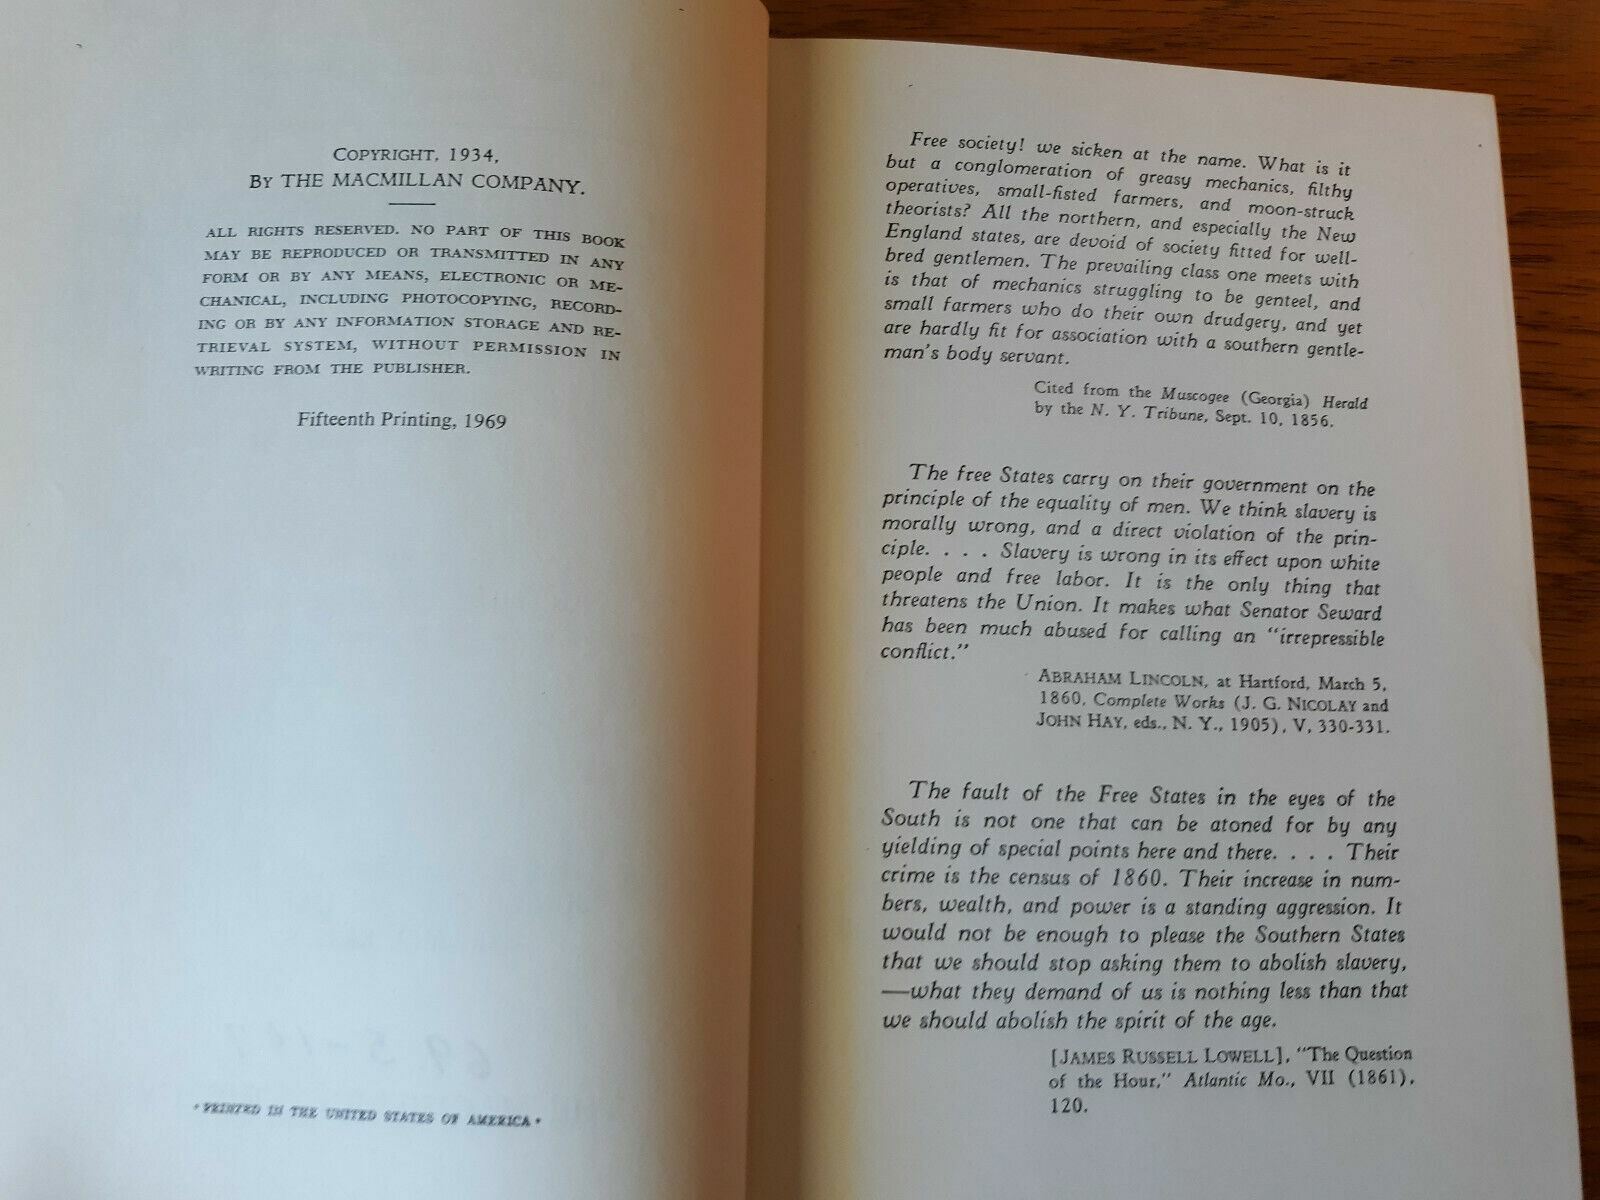 COPYRIGHT, 1934,
BY THE MACMILLAN COMPANY.
ALL RIGHTS RESERVED. NO PART OF THIS BOOK
MAY BE REPRODUCED OR TRANSMITTED IN ANY
FORM OR BY ANY MEANS, ELECTRONIC OR ME-
CHANICAL, INCLUDING PHOTOCOPYING, RECORD-
ING OR BY ANY INFORMATION STORAGE AND RE-
TRIEVAL SYSTEM, WITHOUT PERMISSION IN
WRITING FROM THE PUBLISHER.
Fifteenth Printing, 1969
• PRINTED IN THE UNITED STATES OF AMERICA •
Free society! we sicken at the name. What is it
but a conglomeration of greasy mechanics, filthy
operatives, small-fisted farmers, and moon-struck
theorists? All the northern, and especially the New
England states, are devoid of society fitted for well-
bred gentlemen. The prevailing class one meets with
is that of mechanics struggling to be genteel, and
small farmers who do their own drudgery, and yet
are hardly fit for association with a southern gentle-
man's body servant.
Cited from the Muscogee (Georgia) Herald
by the N. Y. Tribune, Sept. 10, 1856.
The free States carry on their government on the
principle of the equality of men. We think slavery is
morally wrong, and a direct violation of the prin-
ciple. . . . Slavery is wrong in its effect upon white
people and free labor. It is the only thing that
threatens the Union. It makes what Senator Seward
has been much abused for calling an "irrepressible
conflict."
ABRAHAM LINCOLN, at Hartford, March 5,
1860, Complete Works (J. G. NICOLAY and
JOHN HAY, eds., N. Y., 1905), V, 330-331.
The fault of the Free States in the eyes of the
South is not one that can be atoned for by any
yielding of special points here and there. . . . Their
crime is the census of 1860. Their increase in num-
bers, wealth, and power is a standing aggression. It
would not be enough to please the Southern States
that we should stop asking them to abolish slavery,
—what they demand of us is nothing less than that
we should abolish the spirit of the age.
[JAMES RUSSELL LOWELL], "The Question
of the Hour," Atlantic Mo., VII (1861),
120.